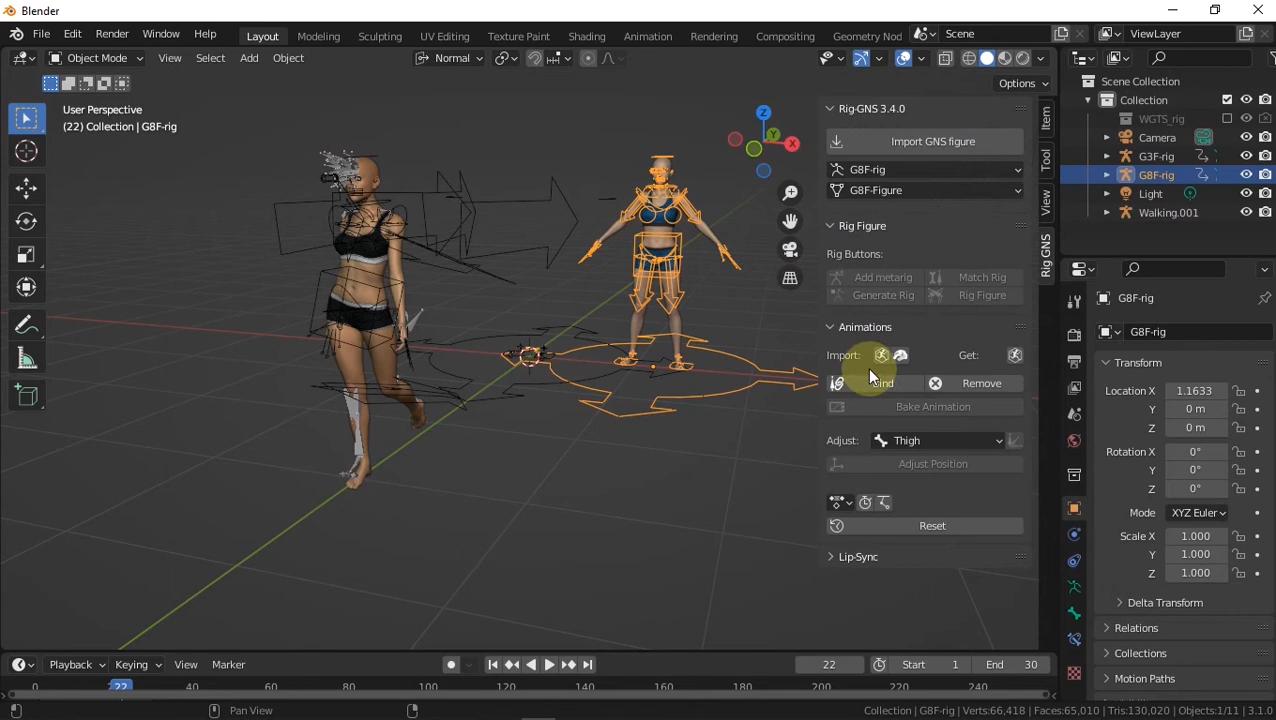 Blender
File Edit Render Window Help Layout Modeling Sculpting UV Editing Texture Paint Shading Animation Rendering Compositing Geometry Nod Scene ViewLayer
Object Mode View Select Add Object Normal
Options
User Perspective
(22) Collection | G8F-rig
Z
Y
X
Rig-GNS 3.4.0
Import GNS figure
G8F-rig
G8F-Figure
Rig Figure
Rig Buttons:
Add metarig Match Rig
Generate Rig Rig Figure
Animations
Import: Get:
Remove
Bake Animation
Adjust: Thigh
Adjust Position
Reset
Lip-Sync
Item
Tool
View
Rig GNS
Scene Collection
Collection
WGTS_rig
Camera
G3F-rig
G8F-rig
Light
Walking.001
G8F-rig
G8F-rig
Transform
Location X 1.1633
Y 0 m
Z 0 m
Rotation X 0°
Y 0°
Z 0°
Mode XYZ Euler
Scale X 1.000
Y 1.000
Z 1.000
Delta Transform
Relations
Collections
Motion Paths
Playback Keying View Marker 22 Start 1 End 30
0 22 40 60 80 100 120 140 160 180 200 220 240
Pan View Collection | G8F-rig | Verts:66,418 | Faces:65,010 | Tris:130,020 | Objects:1/11 | 3.1.0